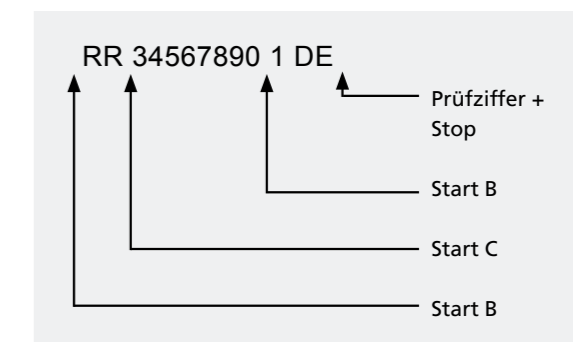 RR 34567890 1 DE
Prüfziffer +
Stop
Start B
Start C
Start B